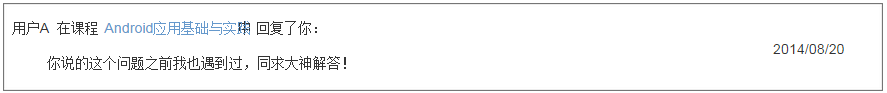 用户A 在课程 Android应用基础与实践 中 回复了你:
你说的这个问题之前我也遇到过,同求大神解答!
2014/08/20